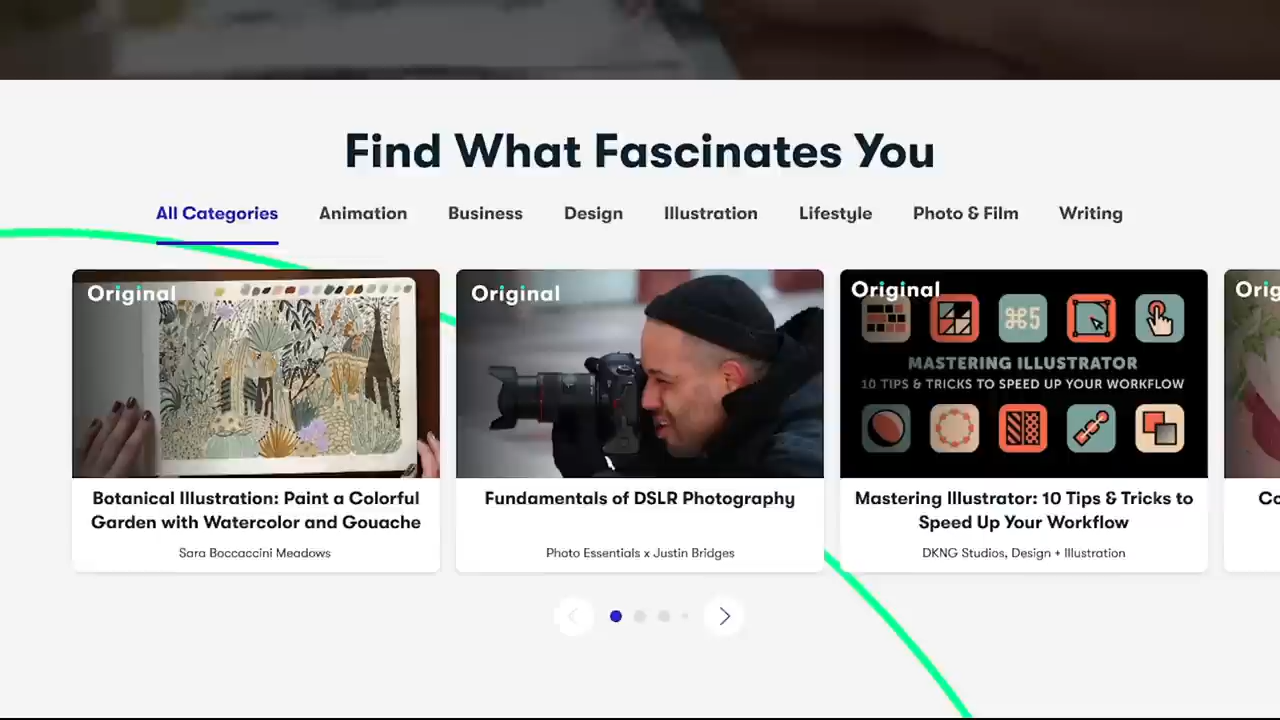 Find What Fascinates You
All Categories Animation Business Design Illustration Lifestyle Photo & Film Writing
Original
Original
Original
⌘5
MASTERING ILLUSTRATOR
10 TIPS & TRICKS TO SPEED UP YOUR WORKFLOW
Botanical Illustration: Paint a Colorful
Garden with Watercolor and Gouache
Sara Boccaccini Meadows
Fundamentals of DSLR Photography
Photo Essentials x Justin Bridges
Mastering Illustrator: 10 Tips & Tricks to
Speed Up Your Workflow
DKNG Studios, Design + Illustration